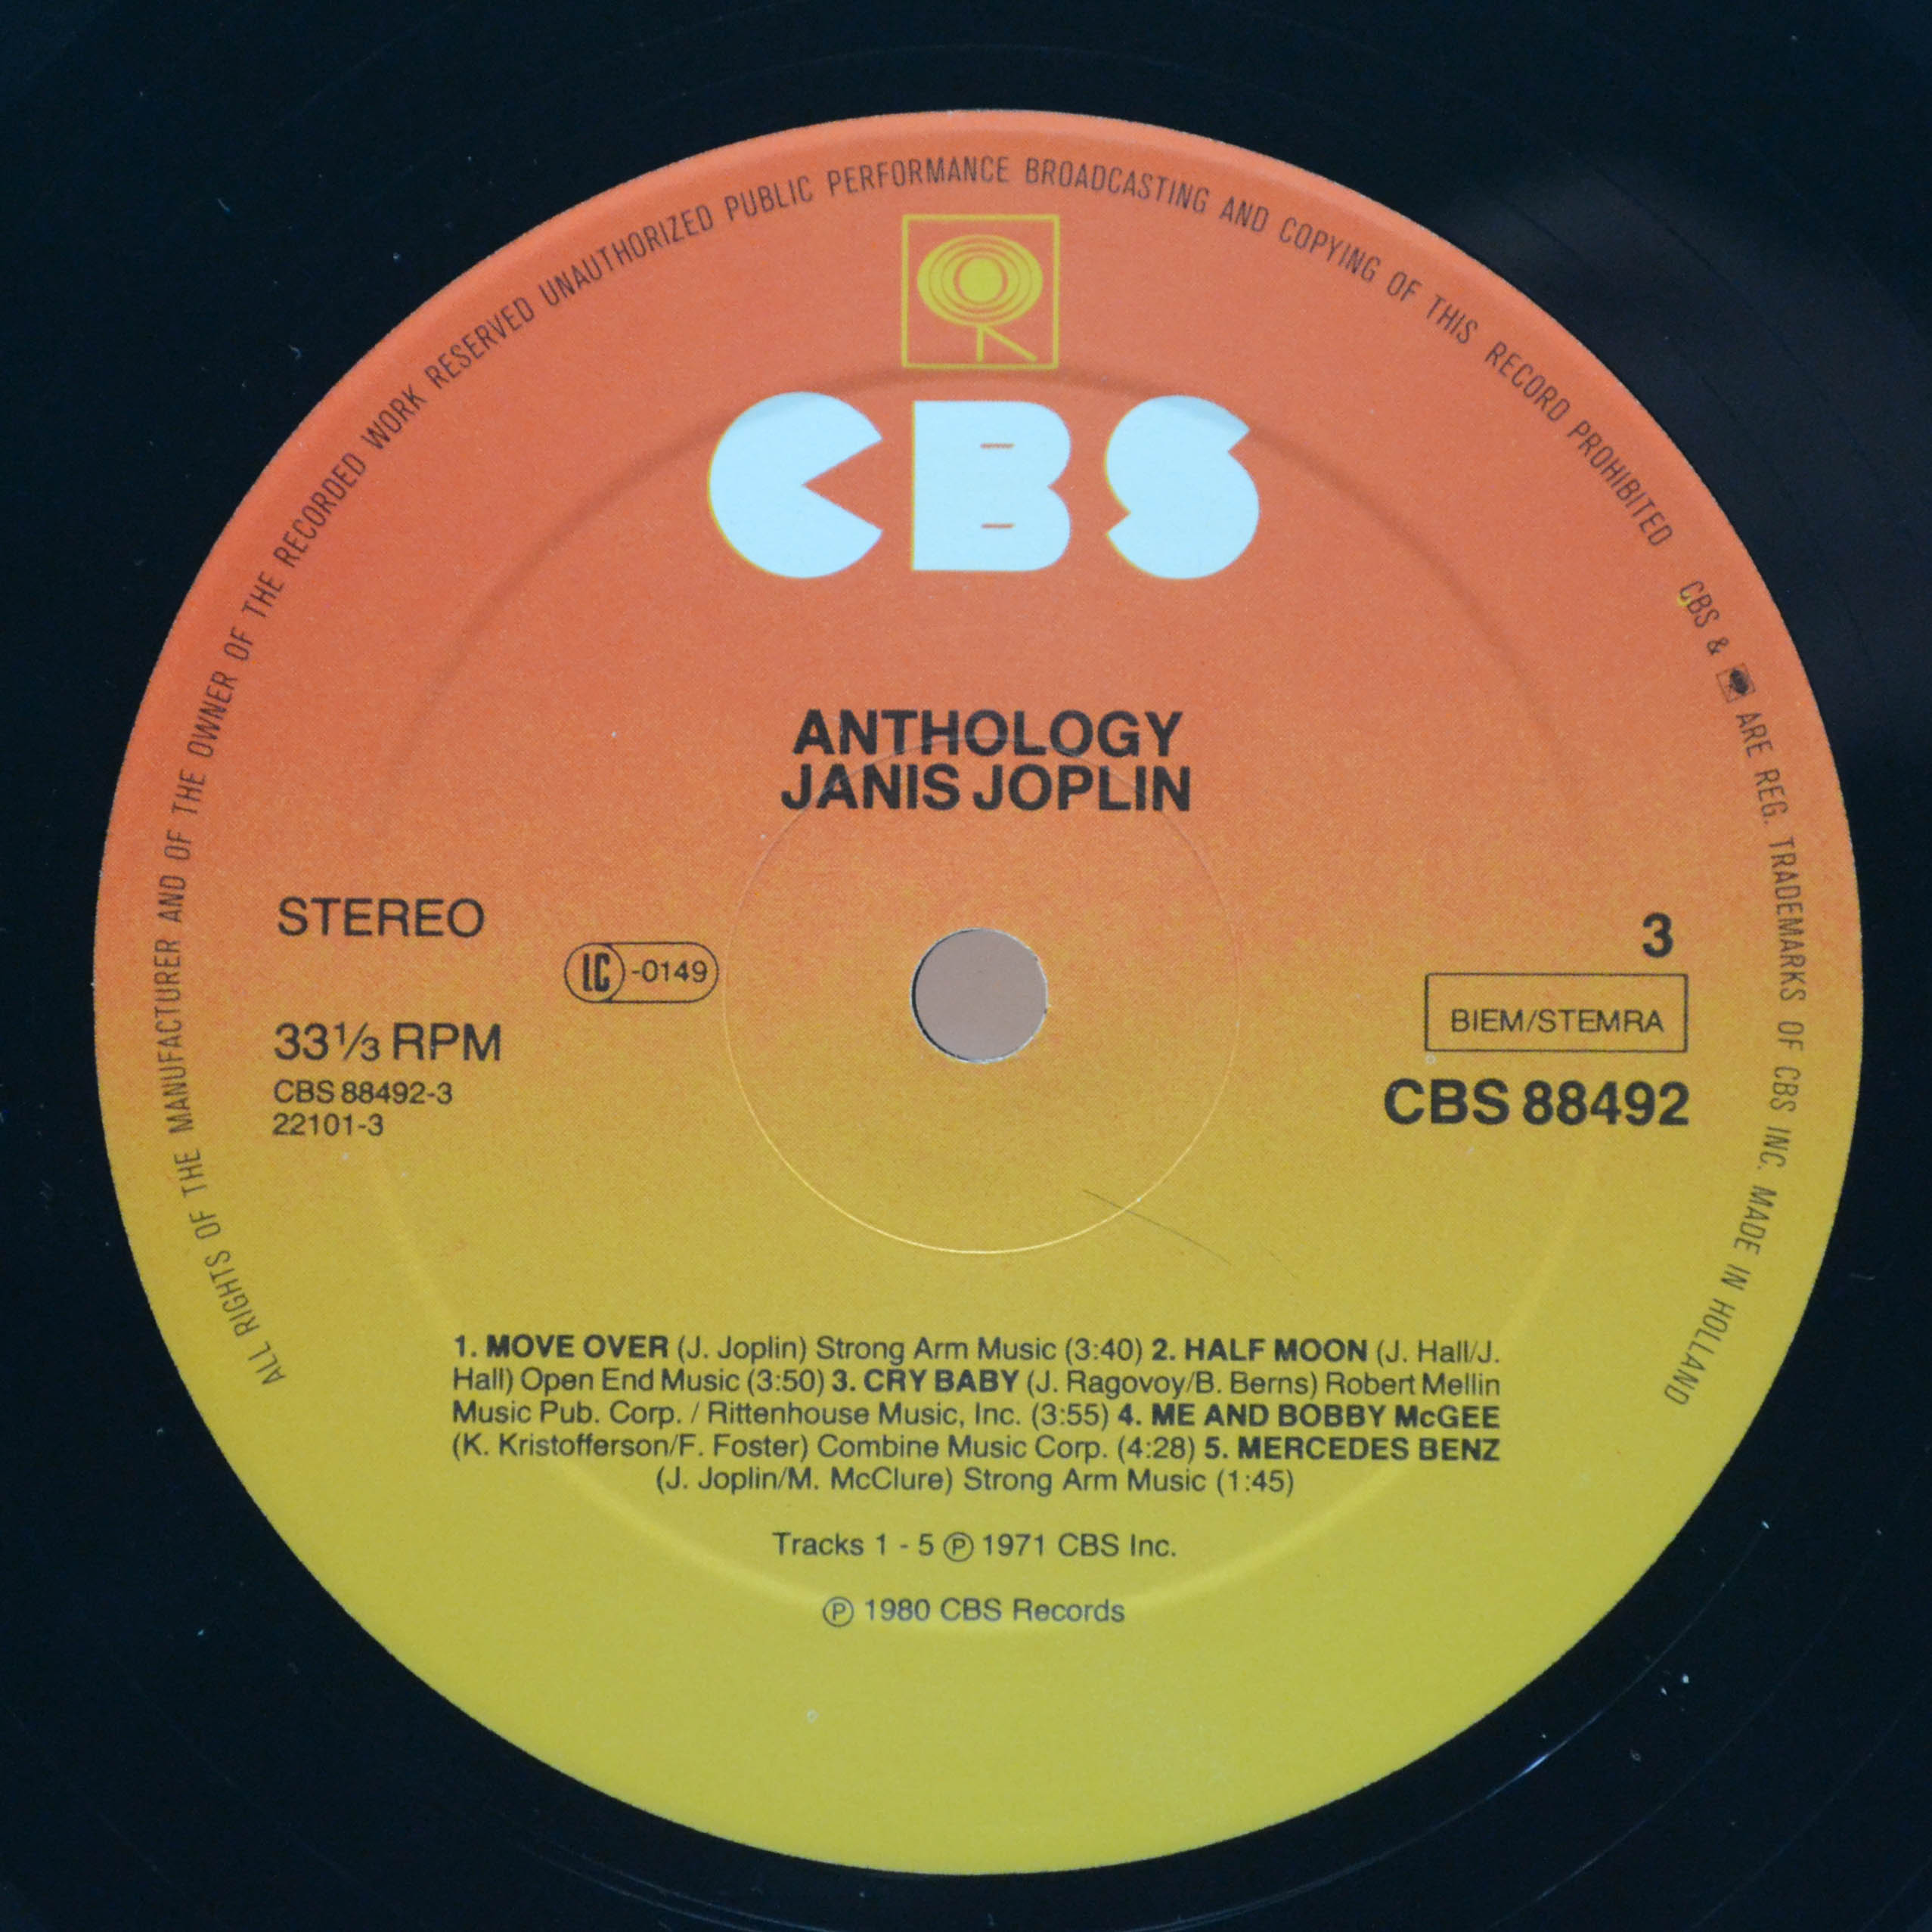 ALL RIGHTS OF THE MANUFACTURER AND OF THE OWNER OF THE RECORDED WORK RESERVED UNAUTHORIZED PUBLIC PERFORMANCE BROADCASTING AND COPYING OF THIS RECORD PROHIBITED CBS & ARE REG. TRADEMARKS OF CBS INC. MADE IN HOLLAND
CBS
ANTHOLOGY
JANIS JOPLIN
STEREO
LC-0149
33⅓ RPM
CBS 88492-3
22101-3
3
BIEM/STEMRA
CBS 88492
1. MOVE OVER (J. Joplin) Strong Arm Music (3:40) 2. HALF MOON (J. Hall/J.
Hall) Open End Music (3:50) 3. CRY BABY (J. Ragovoy/B. Berns) Robert Mellin
Music Pub. Corp. / Rittenhouse Music, Inc. (3:55) 4. ME AND BOBBY McGEE
(K. Kristofferson/F. Foster) Combine Music Corp. (4:28) 5. MERCEDES BENZ
(J. Joplin/M. McClure) Strong Arm Music (1:45)
Tracks 1 - 5 ℗ 1971 CBS Inc.
℗ 1980 CBS Records